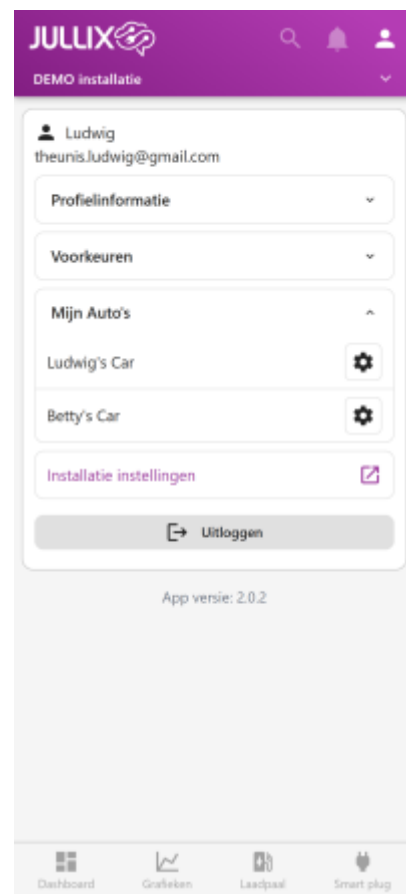 JULLIX
DEMO installatie
Ludwig
theunis.ludwig@gmail.com
Profielinformatie
Voorkeuren
Mijn Auto's
Ludwig's Car
Betty's Car
Installatie instellingen
Uitloggen
App versie: 2.0.2
Dashboard Grafieken Laadpaal Smart plug